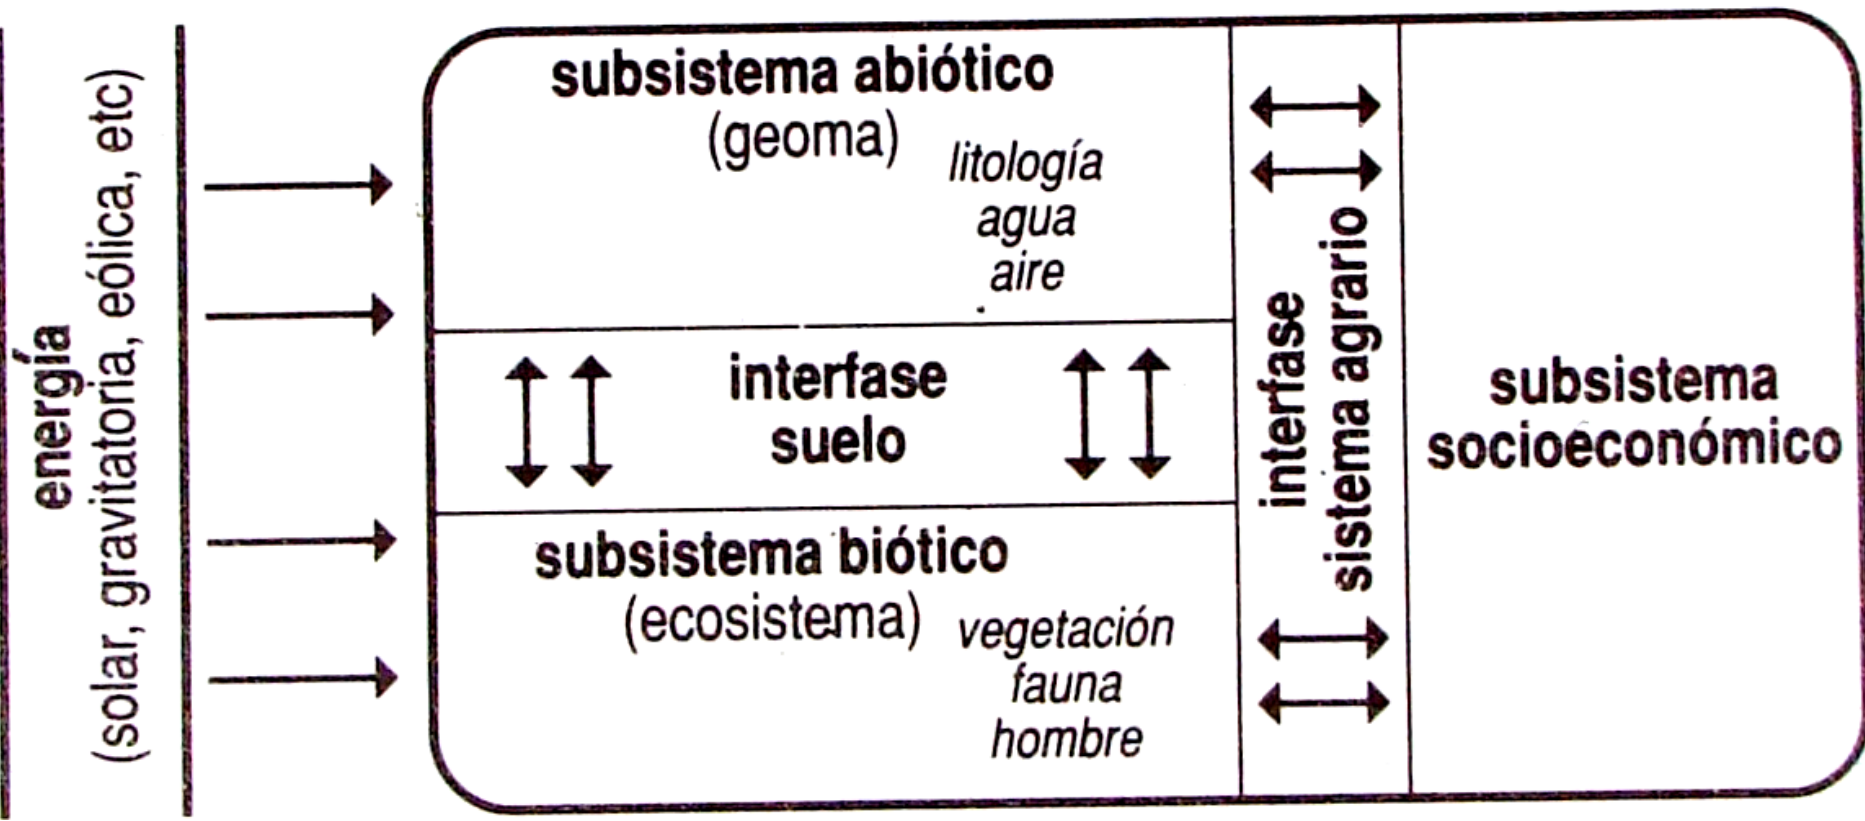 energía
(solar, gravitatoria, eólica, etc)
subsistema abiótico
(geoma)
litología
agua
aire
interfase
suelo
subsistema biótico
(ecosistema)
vegetación
fauna
hombre
interfase
sistema agrario
subsistema
socioeconómico